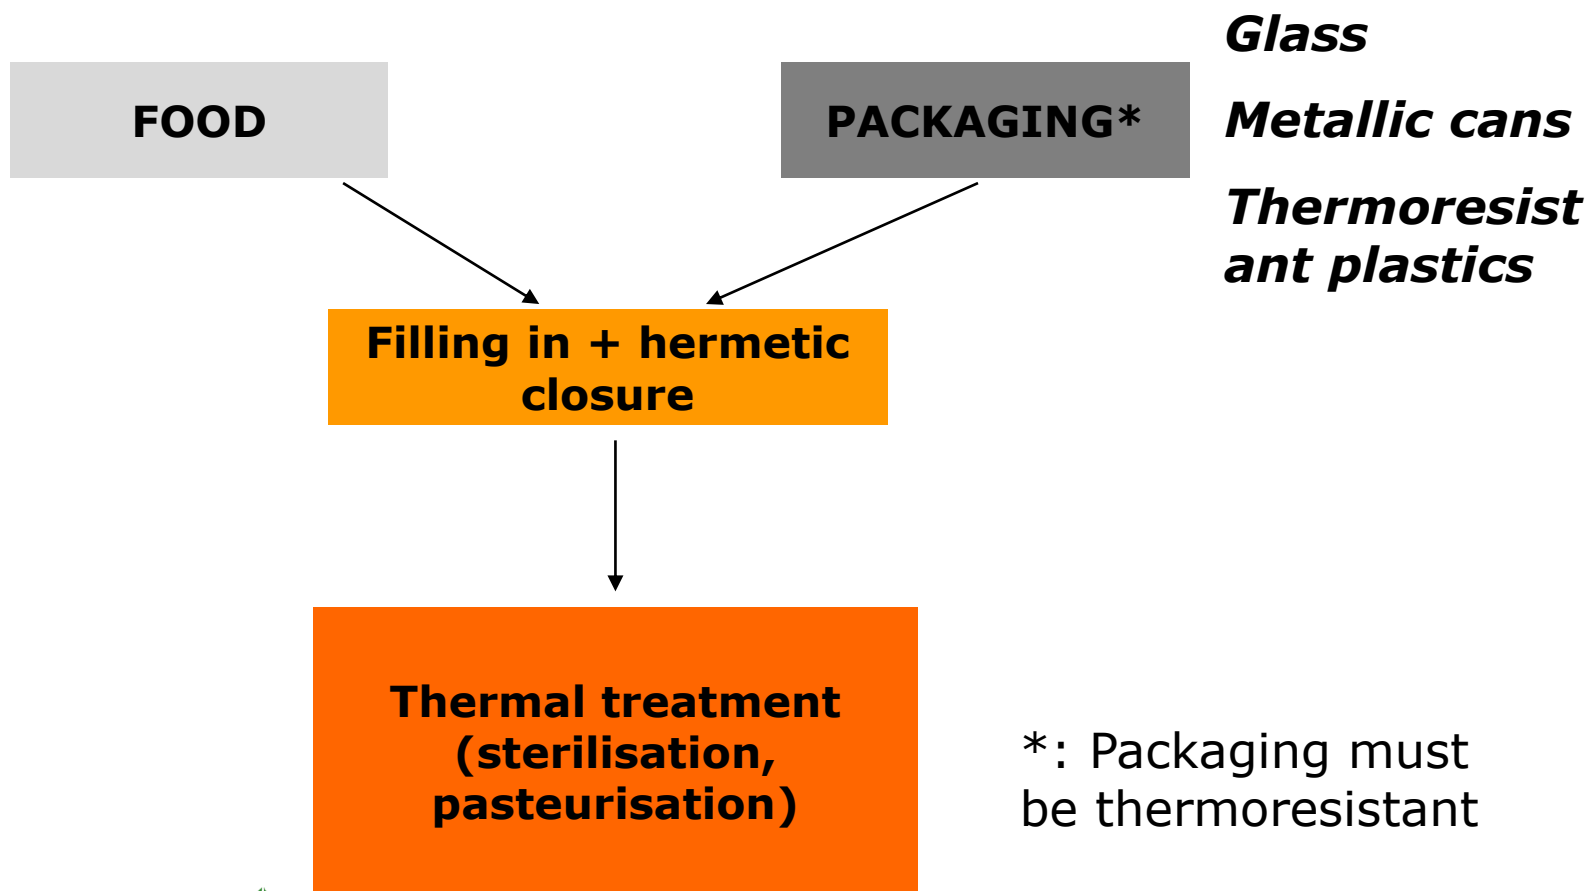 Glass
FOOD
PACKAGING*
Metallic cans
Thermoresist
ant plastics
Filling in + hermetic
closure
Thermal treatment
(sterilisation,
pasteurisation)
*: Packaging must
be thermoresistant